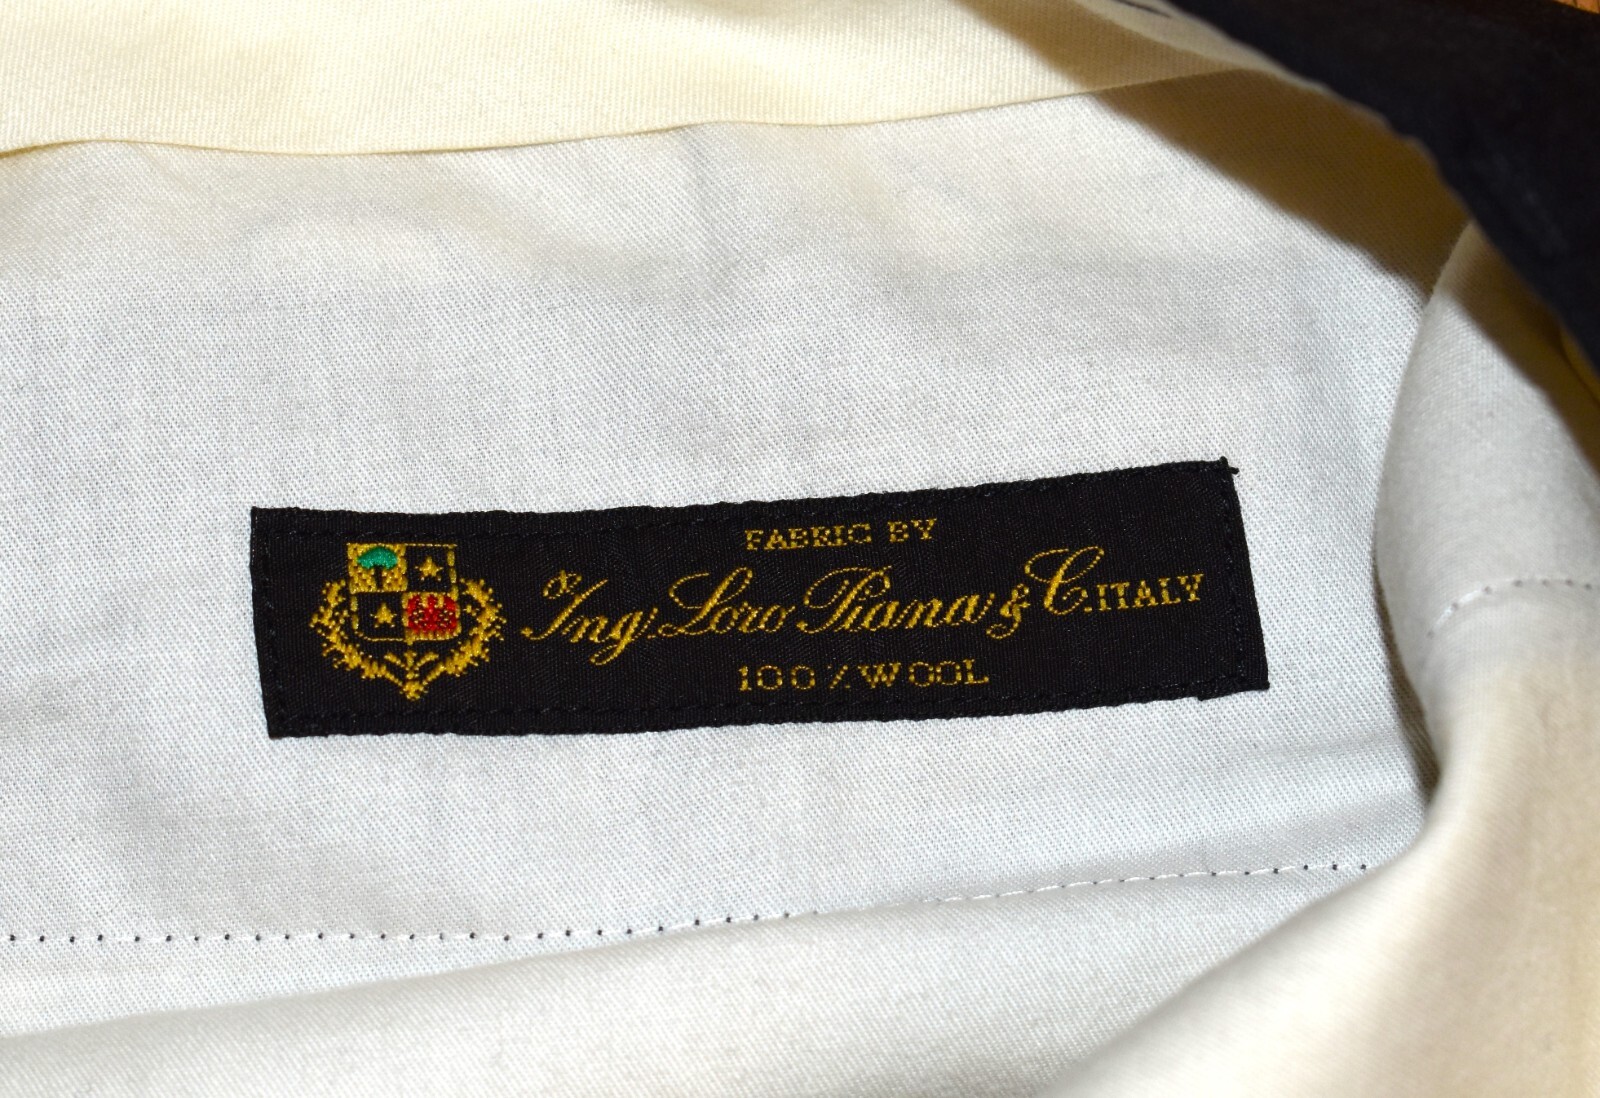 FABRIC BY
Ing. Loro Piana & C. ITALY
100% WOOL